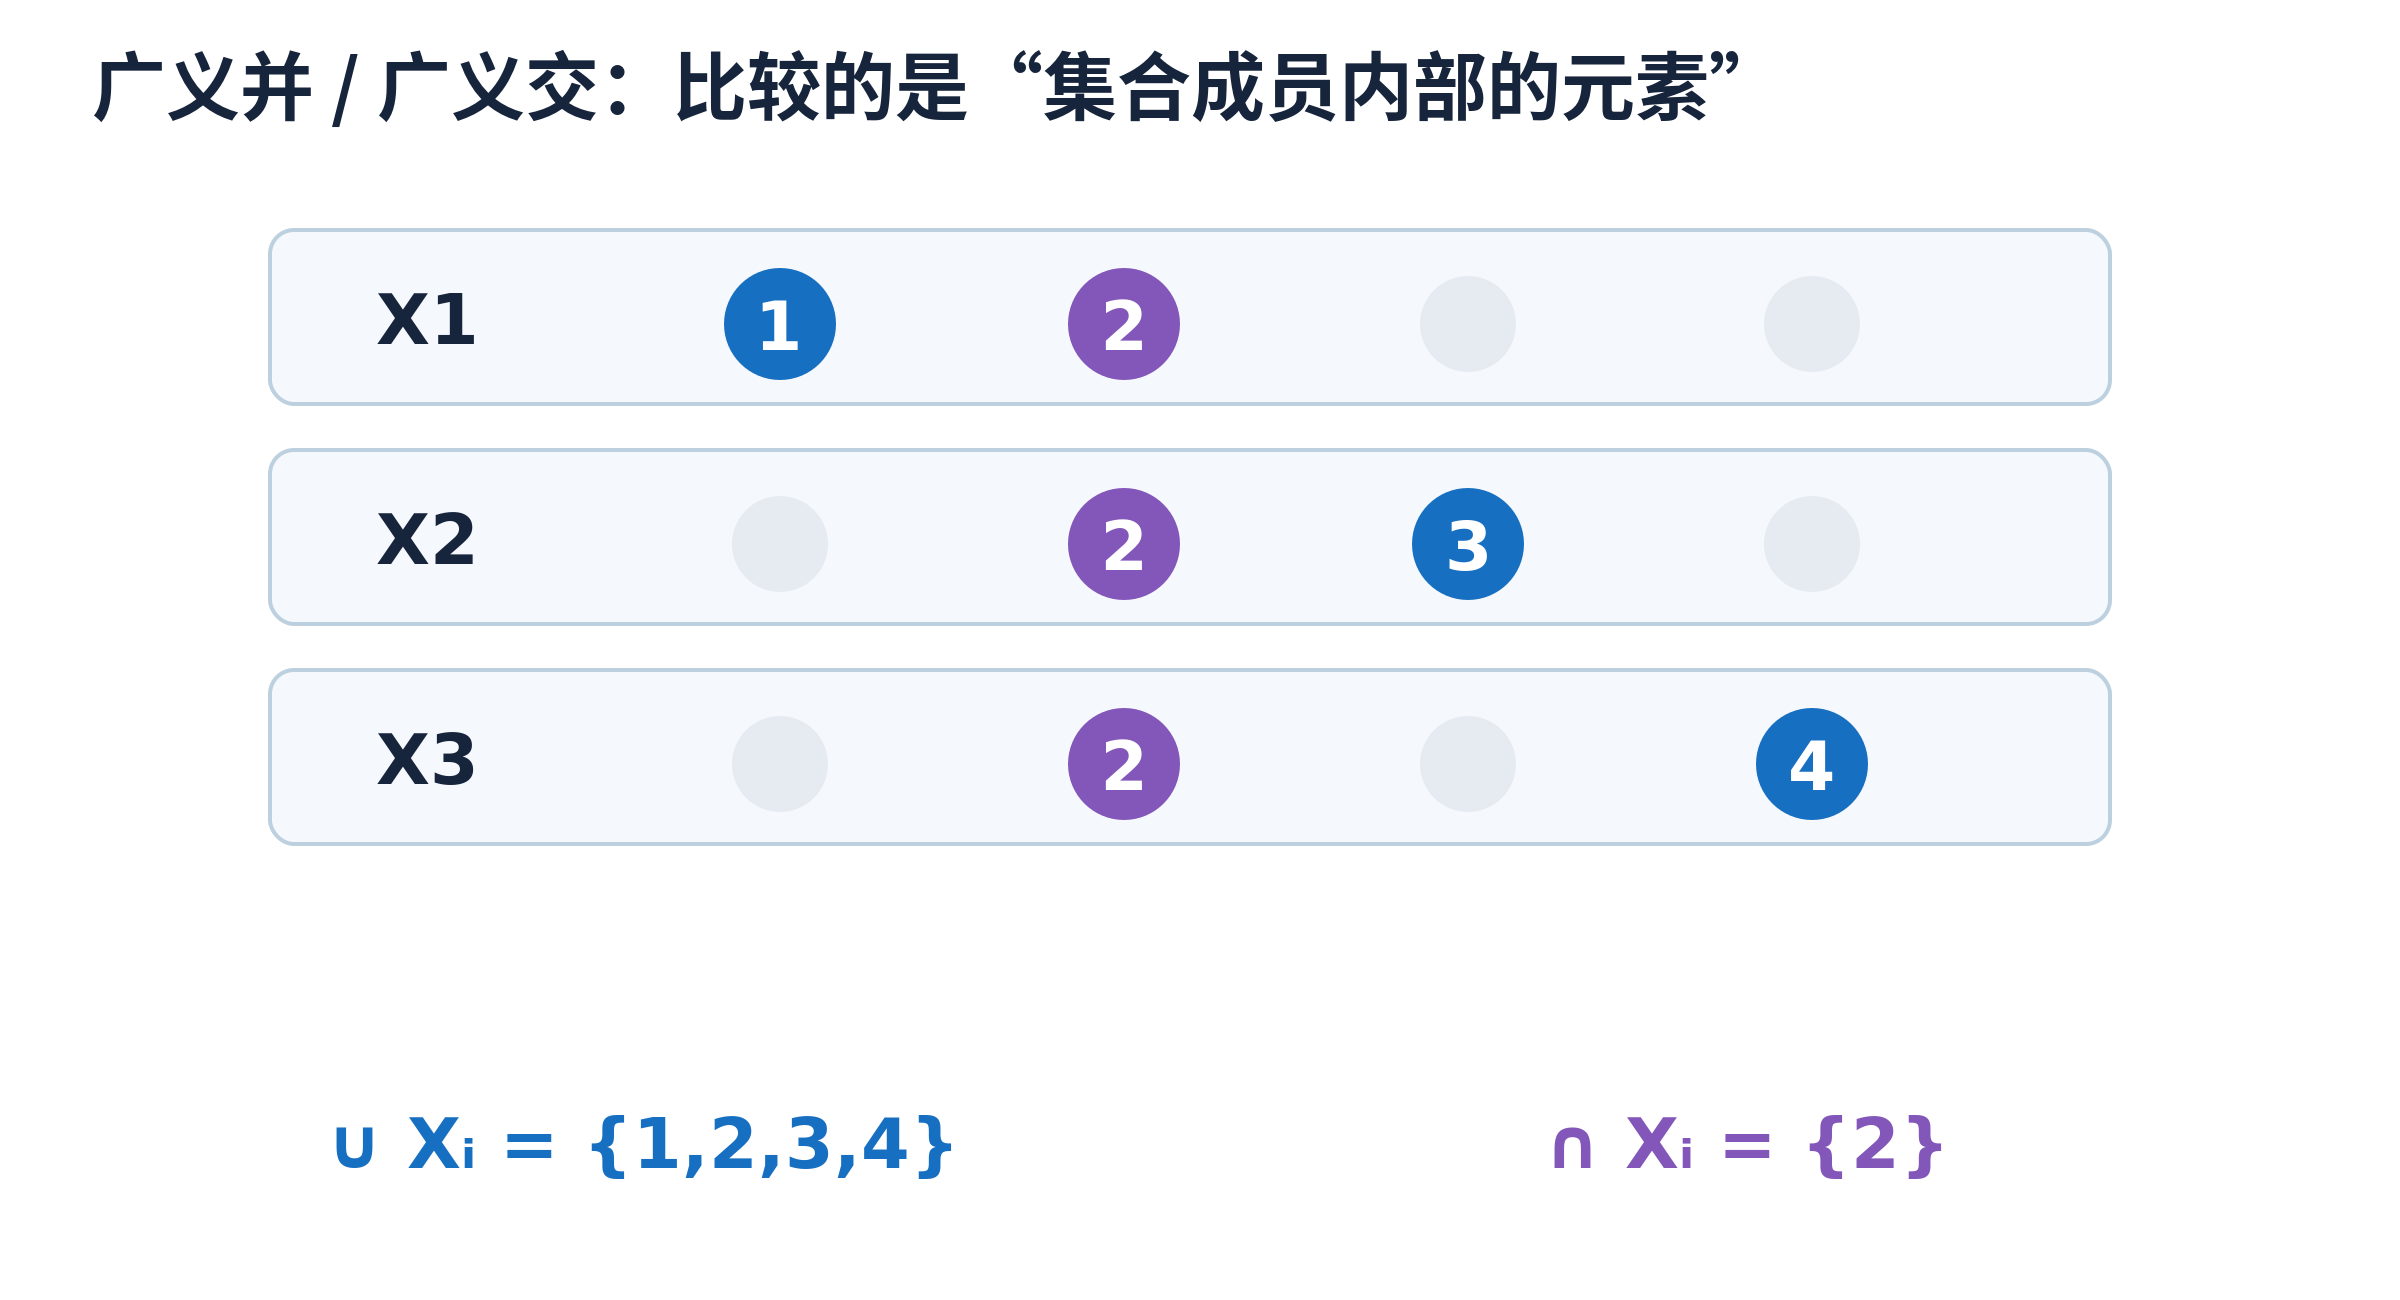 广义并 / 广义交：比较的是“集合成员内部的元素”
X1 1 2
X2 2 3
X3 2 4
∪ Xᵢ = {1,2,3,4}
∩ Xᵢ = {2}